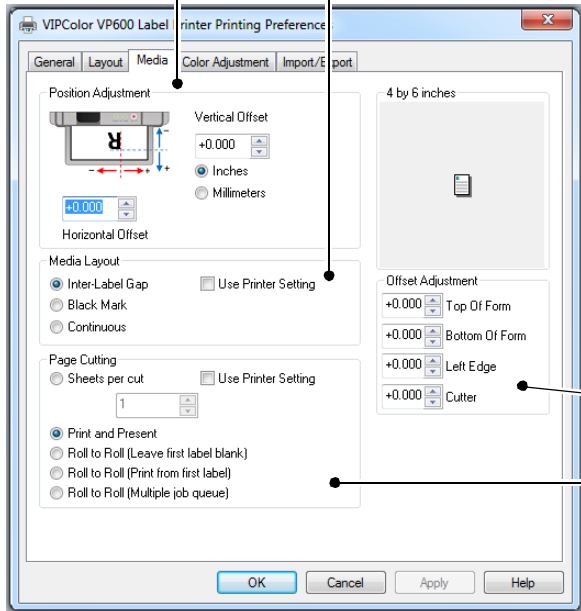 VIPColor VP600 Label Printer Printing Preferences
General Layout Media Color Adjustment Import/Export
Position Adjustment
R
Vertical Offset
+0.000
Inches
Millimeters
+0.000
Horizontal Offset
4 by 6 inches
Media Layout
Inter-Label Gap Use Printer Setting
Black Mark
Continuous
Offset Adjustment
+0.000 Top Of Form
+0.000 Bottom Of Form
+0.000 Left Edge
+0.000 Cutter
Page Cutting
Sheets per cut Use Printer Setting
1
Print and Present
Roll to Roll (Leave first label blank)
Roll to Roll (Print from first label)
Roll to Roll (Multiple job queue)
OK Cancel Apply Help